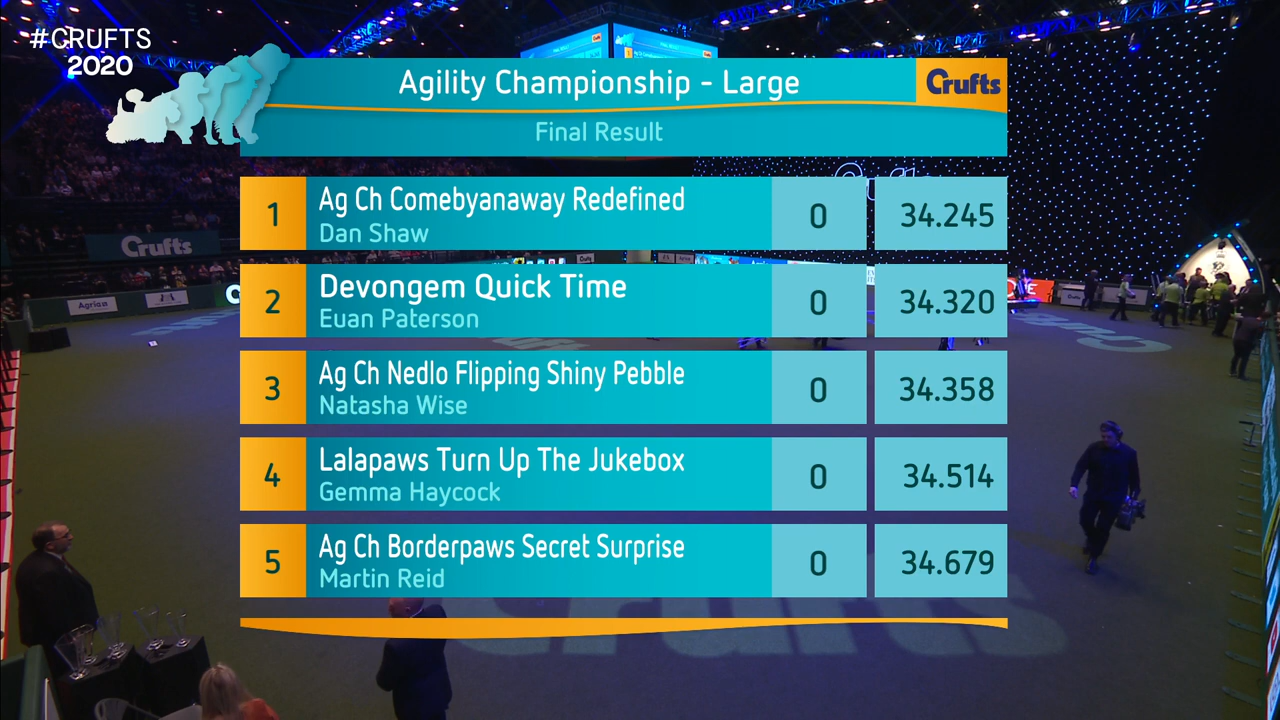 #CRUFTS
2020
Agility Championship - Large
Crufts
Final Result
1
Ag Ch Comebyanaway Redefined
Dan Shaw
0
34.245
2
Devongem Quick Time
Euan Paterson
0
34.320
3
Ag Ch Nedlo Flipping Shiny Pebble
Natasha Wise
0
34.358
4
Lalapaws Turn Up The Jukebox
Gemma Haycock
0
34.514
5
Ag Ch Borderpaws Secret Surprise
Martin Reid
0
34.679
Crufts
Agria
Crufts